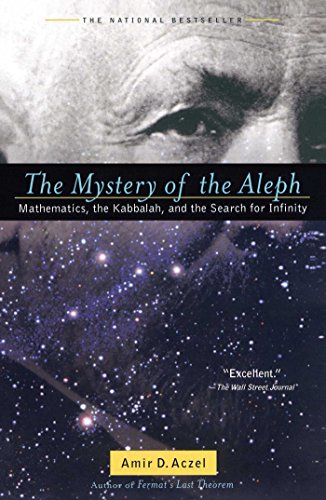 THE NATIONAL BESTSELLER
The Mystery of the Aleph
Mathematics, the Kabbalah, and the Search for Infinity
"Excellent."
—The Wall Street Journal
Amir D. Aczel
Author of Fermat's Last Theorem